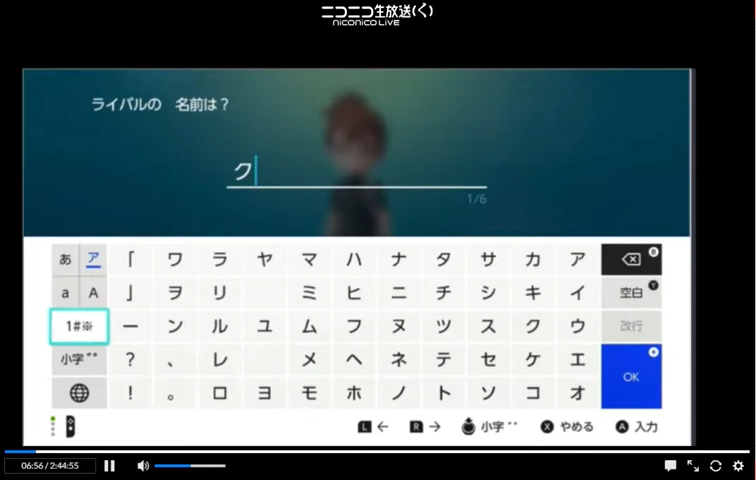 ニコニコ生放送(く)
niconico LIVE
ライバルの 名前は？
ク
1/6
あ ア 「 ワ ラ ヤ マ ハ ナ タ サ カ ア B
a A 」 ヲ リ ミ ヒ ニ チ シ キ イ 空白 Y
1#※ ー ン ル ユ ム フ ヌ ツ ス ク ウ 改行
小字゛゜ ? 、 レ メ ヘ ネ テ セ ケ エ OK
! 。 ロ ヨ モ ホ ノ ト ソ コ オ
L ← R → 小字゛゜ X やめる A 入力
06:56 / 2:44:55